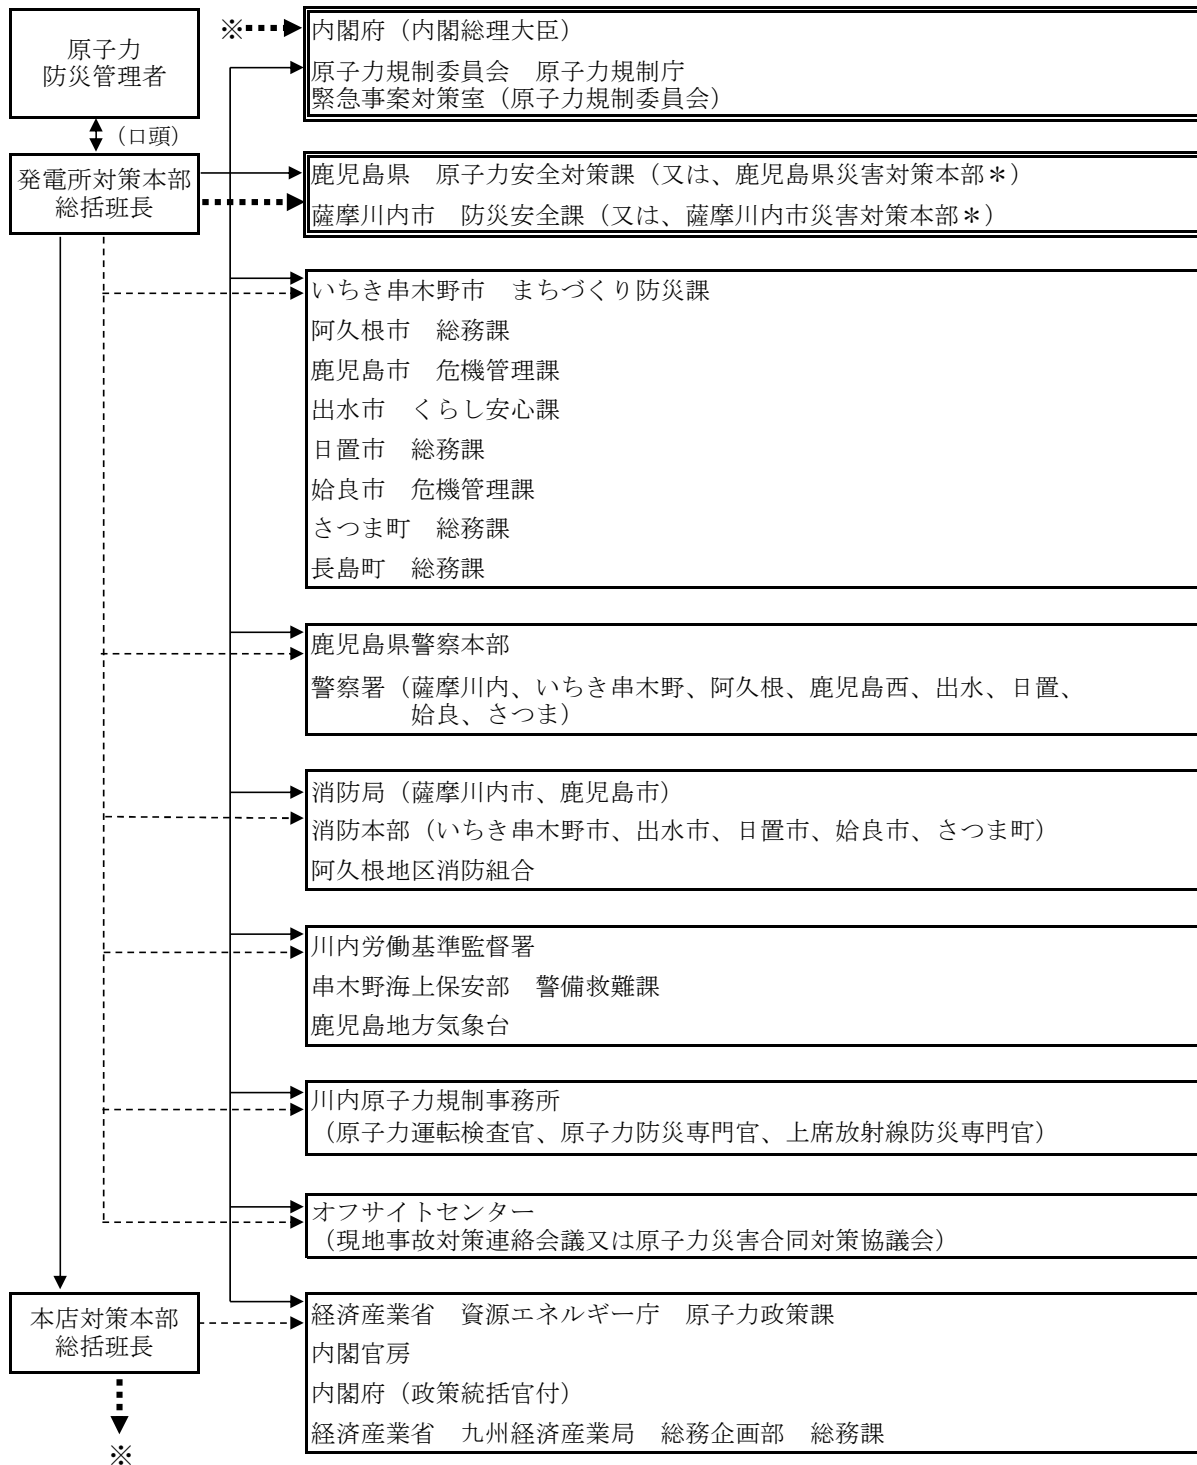 原子力
防災管理者
(口頭)
発電所対策本部
総括班長
※
内閣府（内閣総理大臣）
原子力規制委員会　原子力規制庁
緊急事案対策室（原子力規制委員会）
鹿児島県　原子力安全対策課（又は、鹿児島県災害対策本部＊）
薩摩川内市　防災安全課（又は、薩摩川内市災害対策本部＊）
いちき串木野市　まちづくり防災課
阿久根市　総務課
鹿児島市　危機管理課
出水市　くらし安心課
日置市　総務課
姶良市　危機管理課
さつま町　総務課
長島町　総務課
鹿児島県警察本部
警察署（薩摩川内、いちき串木野、阿久根、鹿児島西、出水、日置、
姶良、さつま）
消防局（薩摩川内市、鹿児島市）
消防本部（いちき串木野市、出水市、日置市、姶良市、さつま町）
阿久根地区消防組合
川内労働基準監督署
串木野海上保安部　警備救難課
鹿児島地方気象台
川内原子力規制事務所
（原子力運転検査官、原子力防災専門官、上席放射線防災専門官）
オフサイトセンター
（現地事故対策連絡会議又は原子力災害合同対策協議会）
本店対策本部
総括班長
※
経済産業省　資源エネルギー庁　原子力政策課
内閣官房
内閣府（政策統括官付）
経済産業省　九州経済産業局　総務企画部　総務課